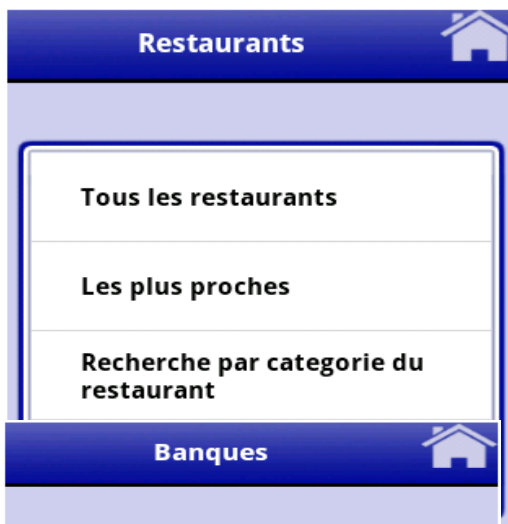 Restaurants
Tous les restaurants
Les plus proches
Recherche par categorie du
restaurant
Banques